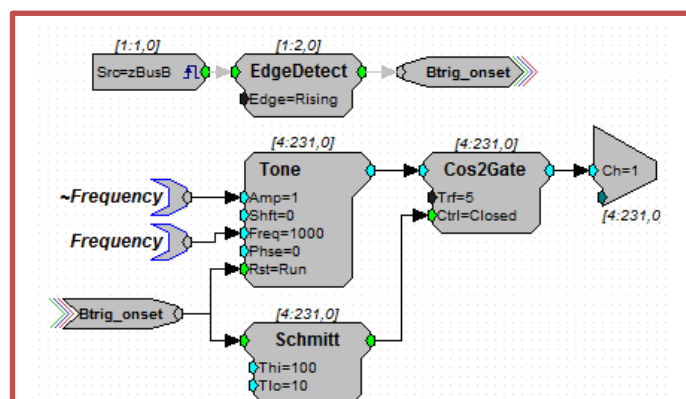 [1:1,0]
[1:2,0]
Src=zBusB
EdgeDetect
Edge=Rising
Btrig_onset
[4:231,0]
[4:231,0]
Tone
Cos2Gate
Ch=1
~Frequency
Amp=1
Trf=5
Shft=0
Ctrl=Closed
[4:231,0
Frequency
Freq=1000
Phse=0
Rst=Run
Btrig_onset
[4:231,0]
Schmitt
Thi=100
Tlo=10